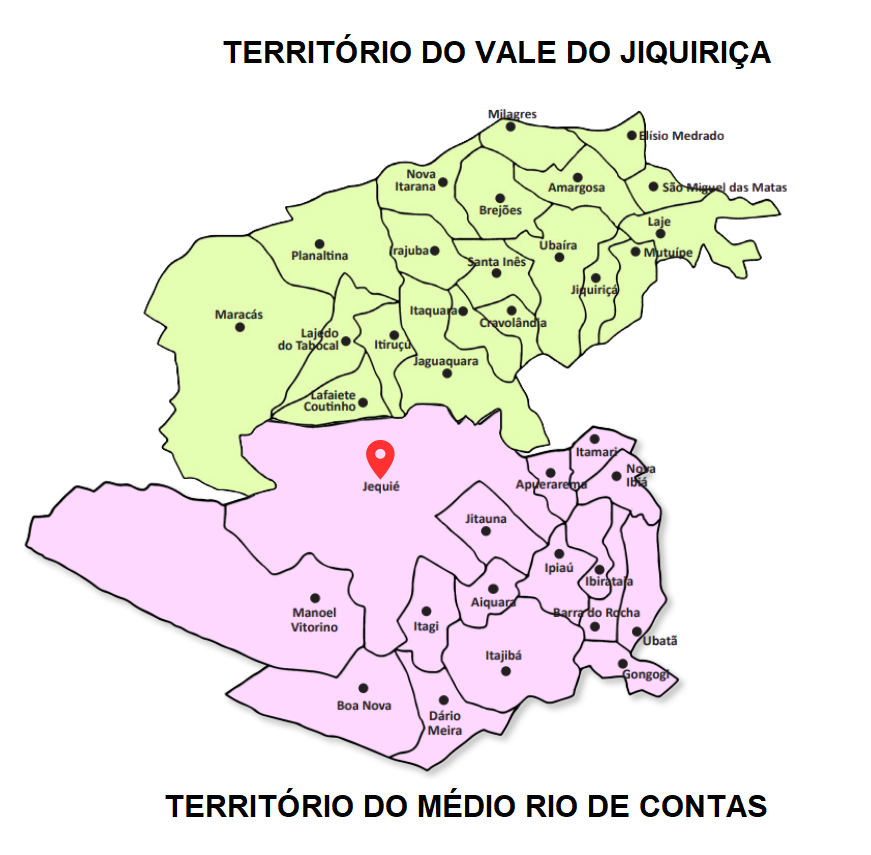 TERRITÓRIO DO VALE DO JIQUIRIÇA
Milagres
Elísio Medrado
Nova
Itarana
Amargosa
São Miguel das Matas
Brejões
Laje
Planaltina
Irajuba
Ubaíra
Mutuípe
Santa Inês
Jiquiriçá
Maracás
Itaquara
Cravolândia
Lajedo
do Tabocal
Itiruçú
Jaguaquara
Lafaiete
Coutinho
Itamari
Nova
Ibiá
Apuerarema
Jequié
Jitauna
Ipiaú
Ibirataia
Aiquara
Manoel
Vitorino
Itagi
Barra do Rocha
Ubatã
Itajibá
Gongogi
Boa Nova
Dário
Meira
TERRITÓRIO DO MÉDIO RIO DE CONTAS